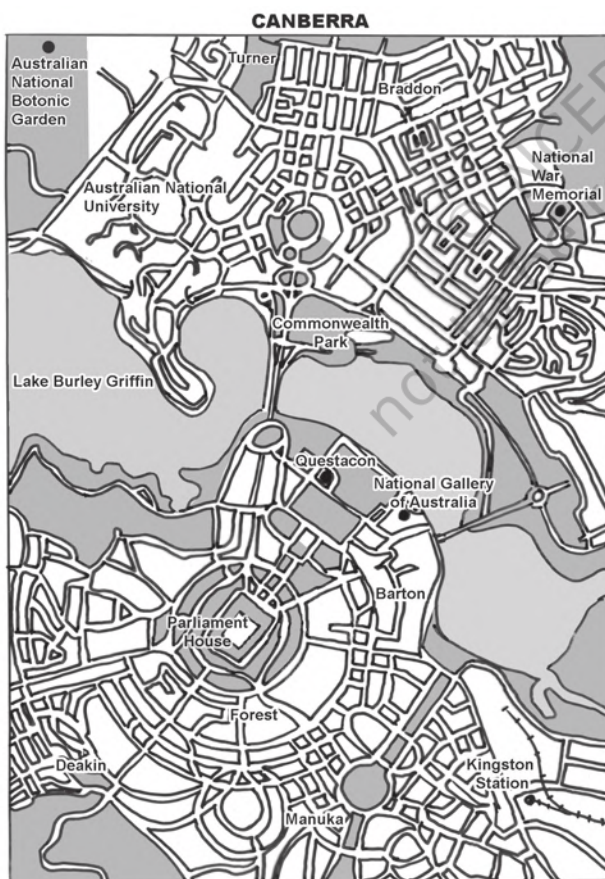 CANBERRA
Australian
National
Botonic
Garden
Turner
Braddon
National
War
Memorial
Australian National
University
Commonwealth
Park
Lake Burley Griffin
Questacon
National Gallery
of Australia
Barton
Parliament
House
Forest
Deakin
Kingston
Station
Manuka